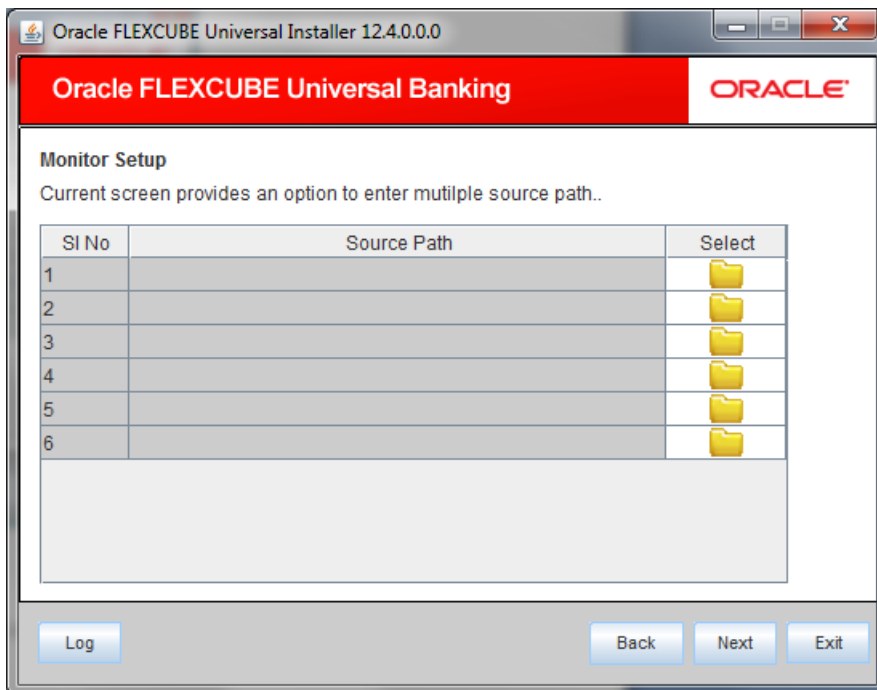 Oracle FLEXCUBE Universal Installer 12.4.0.0.0
Oracle FLEXCUBE Universal Banking ORACLE
Monitor Setup
Current screen provides an option to enter mutilple source path..
SI No Source Path Select
1
2
3
4
5
6
Log Back Next Exit